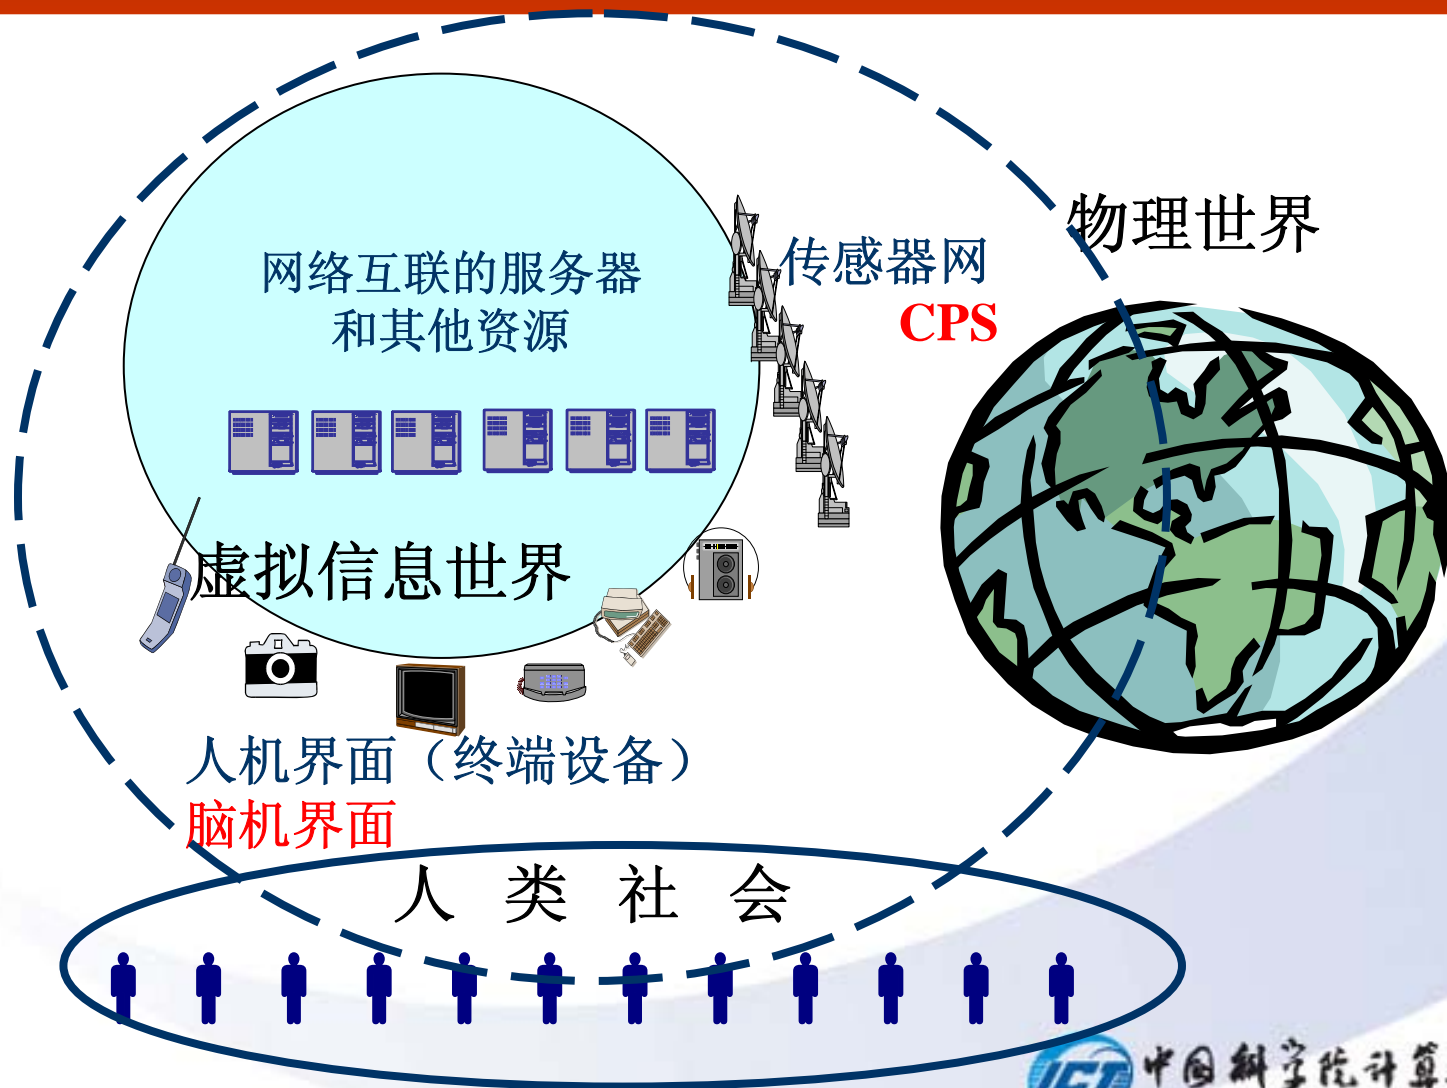 网络互联的服务器
和其他资源
传感器网
CPS
物理世界
虚拟信息世界
人机界面（终端设备）
脑机界面
人 类 社 会
ICT 中国科学院计算